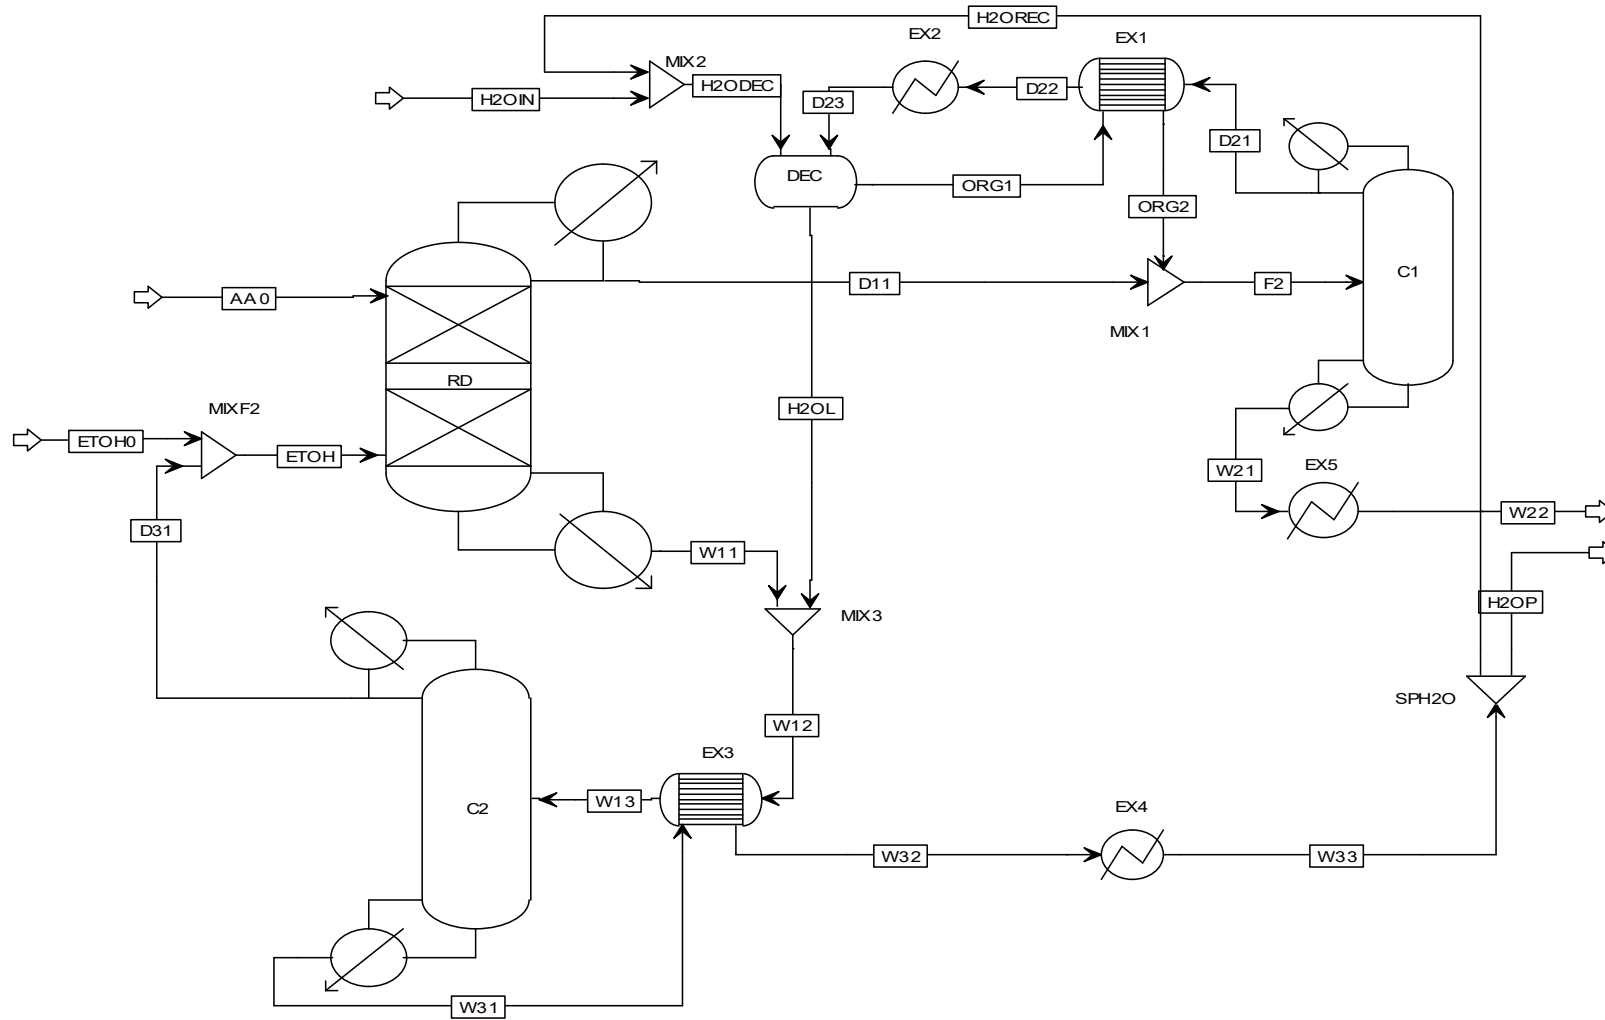 H2OREC
EX2
EX1
MIX2
H2OIN
H2ODEC
D23
D22
D21
DEC
ORG1
ORG2
AA0
D11
F2
C1
MIX1
RD
MIXF2
H2OL
ETOH0
ETOH
W21
EX5
W22
D31
W11
H2OP
MIX3
SPH2O
W12
EX3
C2
W13
EX4
W32
W33
W31